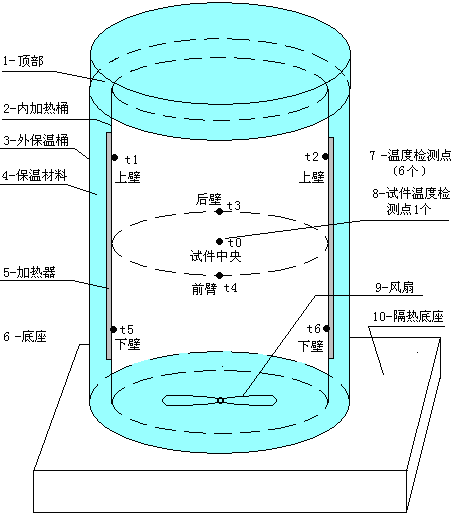 1-顶部
2-内加热桶
3-外保温桶
4-保温材料
t1
上壁
t2
上壁
7-温度检测点
(6个)
后壁 t3
8-试件温度检
测点1个
t0
试件中央
前臂 t4
5-加热器
9-风扇
10-隔热底座
6-底座
t5
下壁
t6
下壁